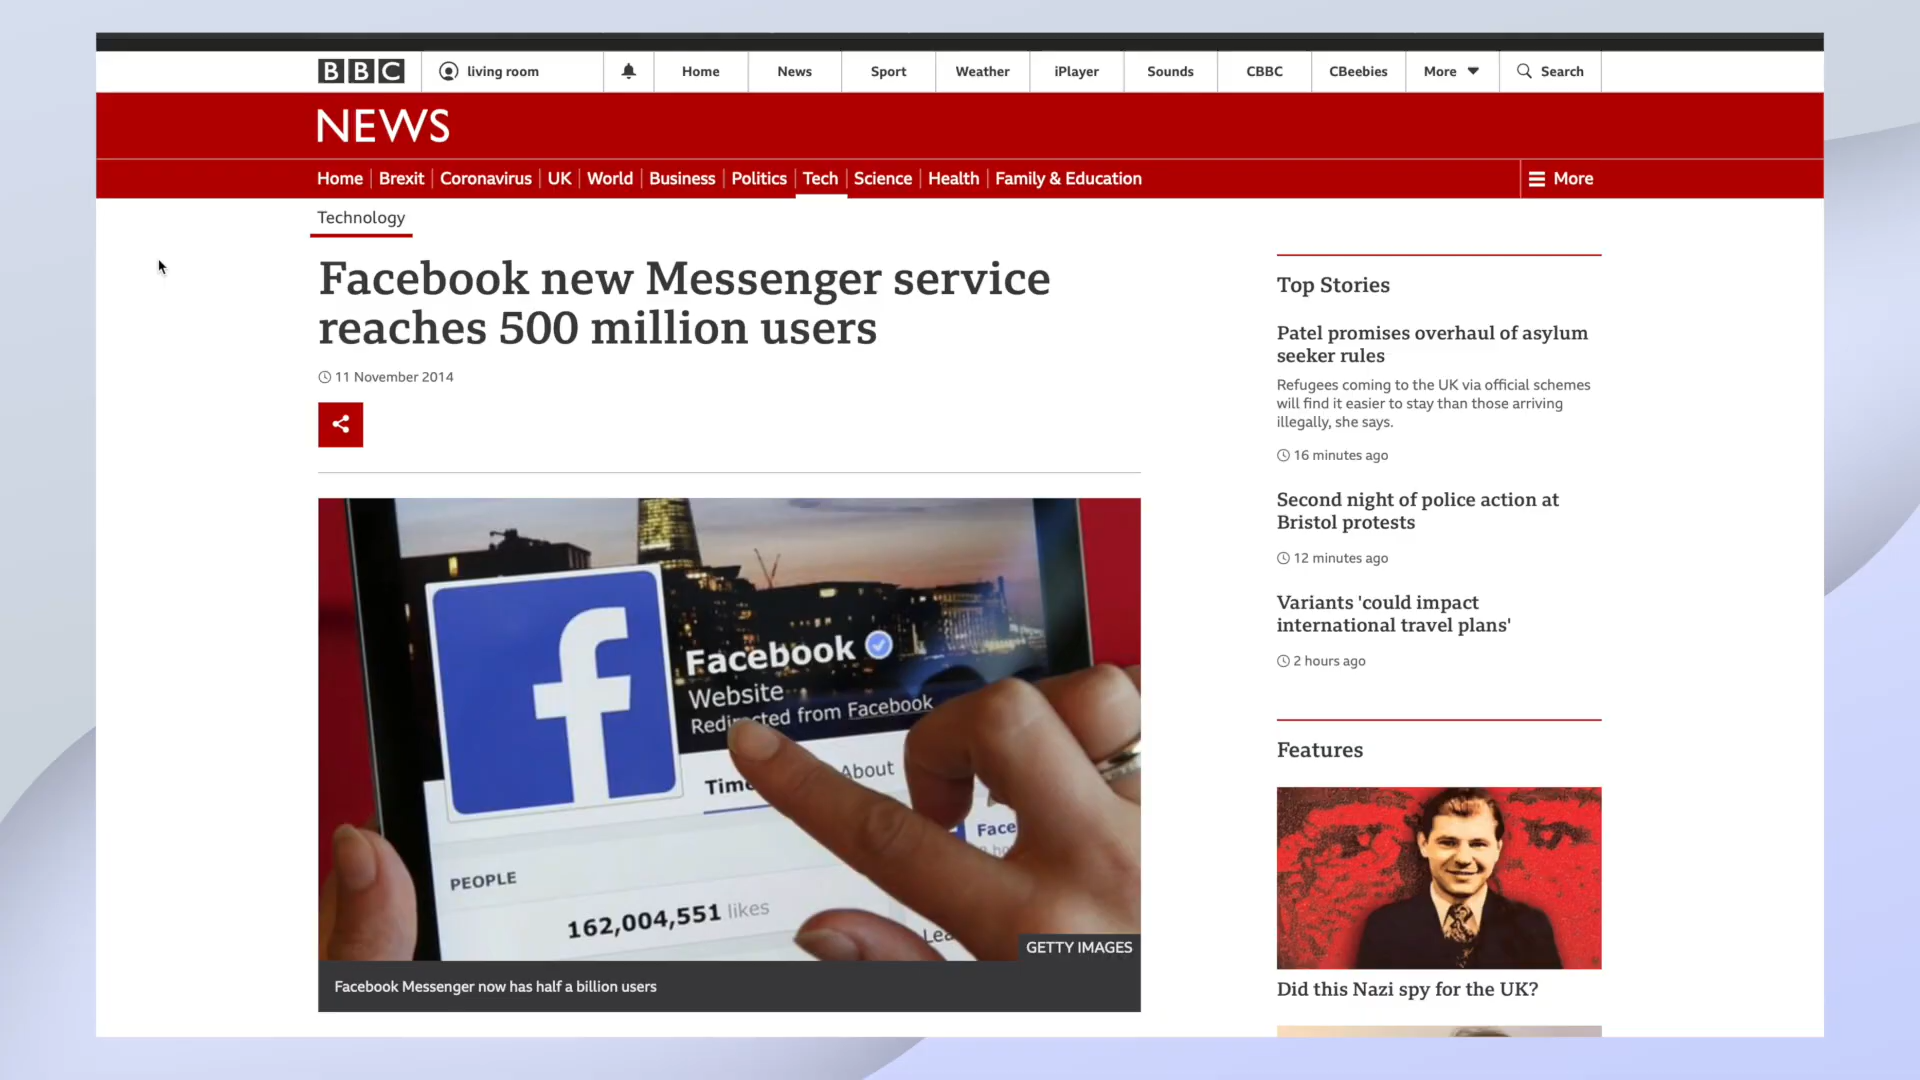 BBC
living room
Home
News
Sport
Weather
iPlayer
Sounds
CBBC
CBeebies
More
Search
NEWS
Home
Brexit
Coronavirus
UK
World
Business
Politics
Tech
Science
Health
Family & Education
More
Technology
Facebook new Messenger service
reaches 500 million users
11 November 2014
Facebook
Website
Redirected from Facebook
About
PEOPLE
162,004,551 likes
GETTY IMAGES
Facebook Messenger now has half a billion users
Top Stories
Patel promises overhaul of asylum
seeker rules
Refugees coming to the UK via official schemes
will find it easier to stay than those arriving
illegally, she says.
16 minutes ago
Second night of police action at
Bristol protests
12 minutes ago
Variants 'could impact
international travel plans'
2 hours ago
Features
Did this Nazi spy for the UK?